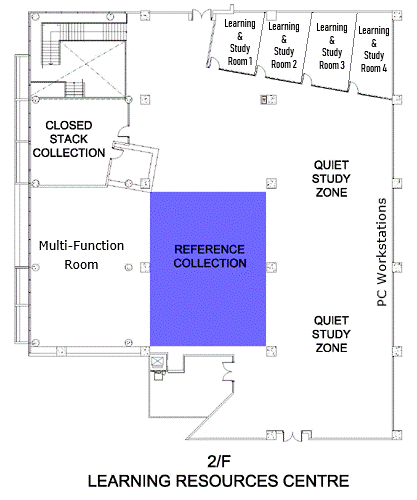 Learning
&
Study
Room 1
Learning
&
Study
Room 2
Learning
&
Study
Room 3
Learning
&
Study
Room 4
CLOSED
STACK
COLLECTION
QUIET
STUDY
ZONE
Multi-Function
Room
REFERENCE
COLLECTION
PC Workstations
QUIET
STUDY
ZONE
2/F
LEARNING RESOURCES CENTRE